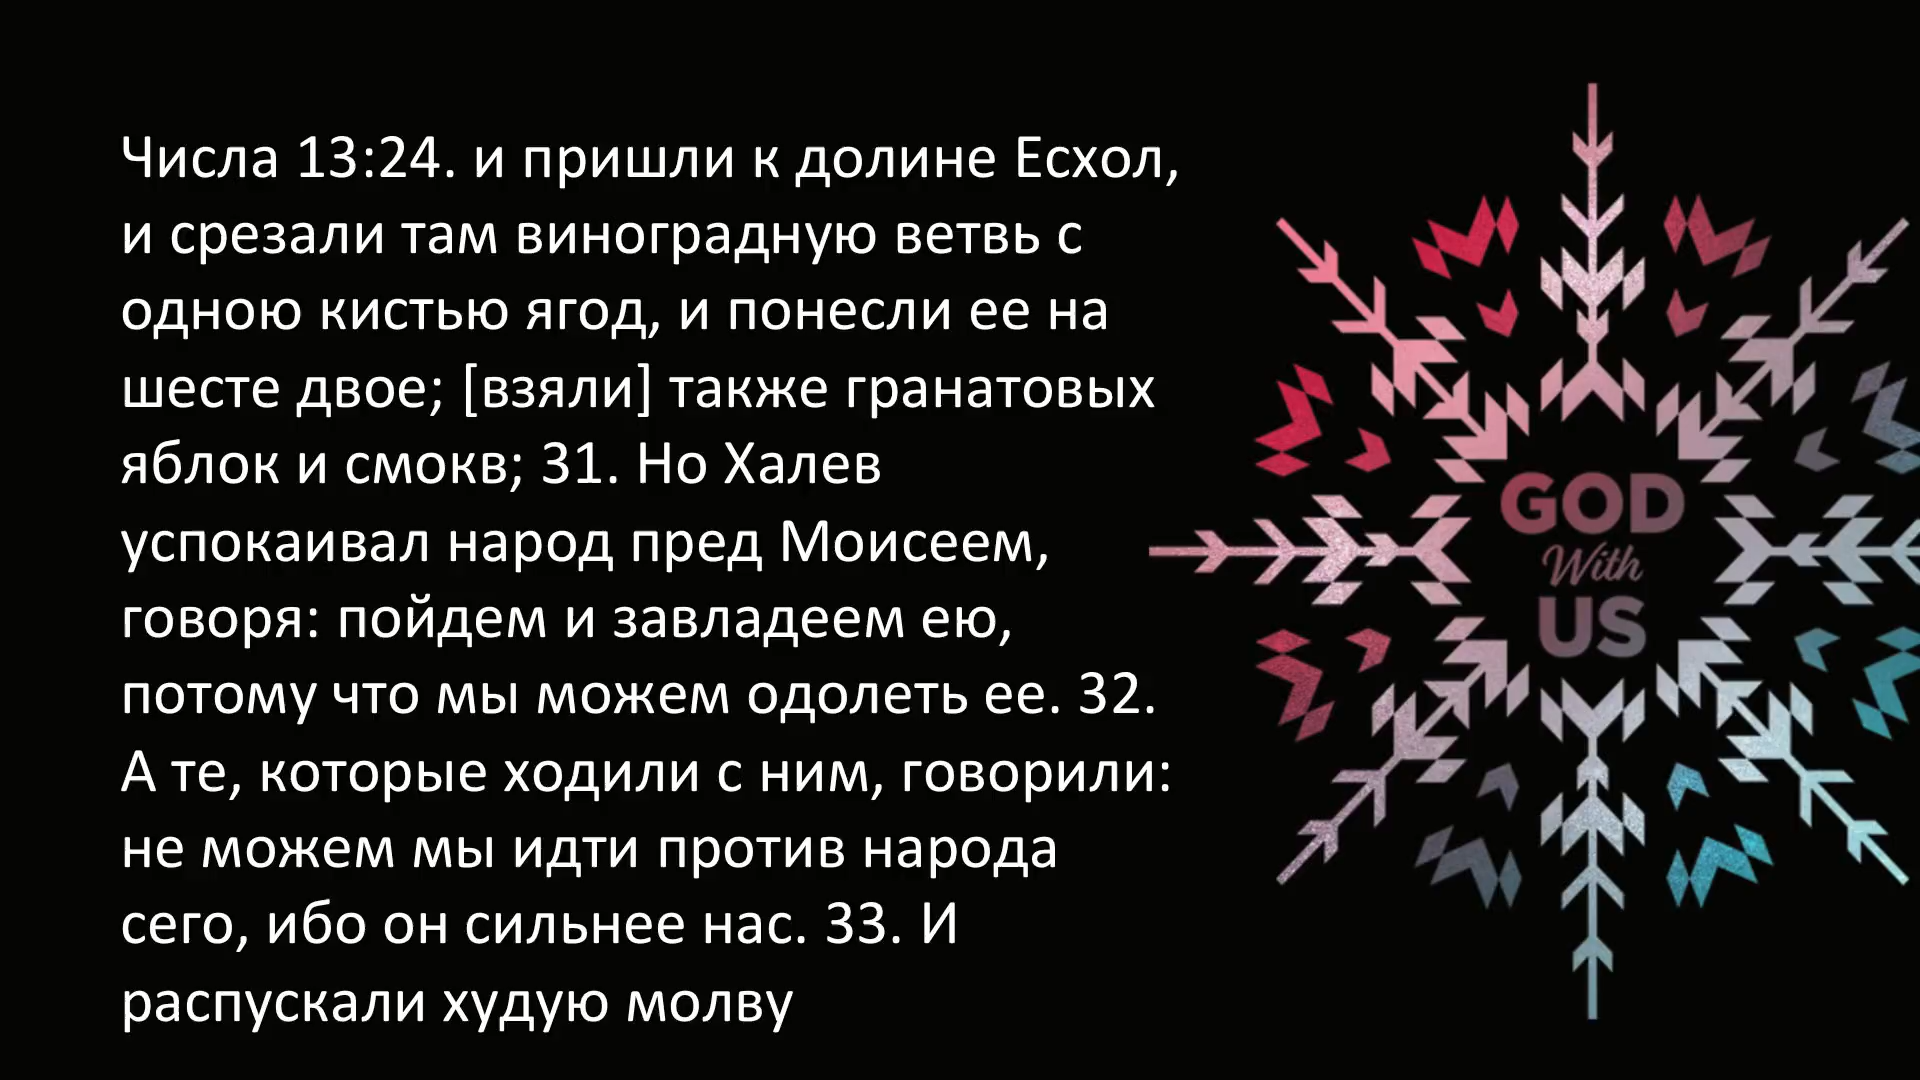 Числа 13:24. и пришли к долине Есхол,
и срезали там виноградную ветвь с
одною кистью ягод, и понесли ее на
шесте двое; [взяли] также гранатовых
яблок и смокв; 31. Но Халев
успокаивал народ пред Моисеем,
говоря: пойдем и завладеем ею,
потому что мы можем одолеть ее. 32.
А те, которые ходили с ним, говорили:
не можем мы идти против народа
сего, ибо он сильнее нас. 33. И
распускали худую молву
GOD
With
US